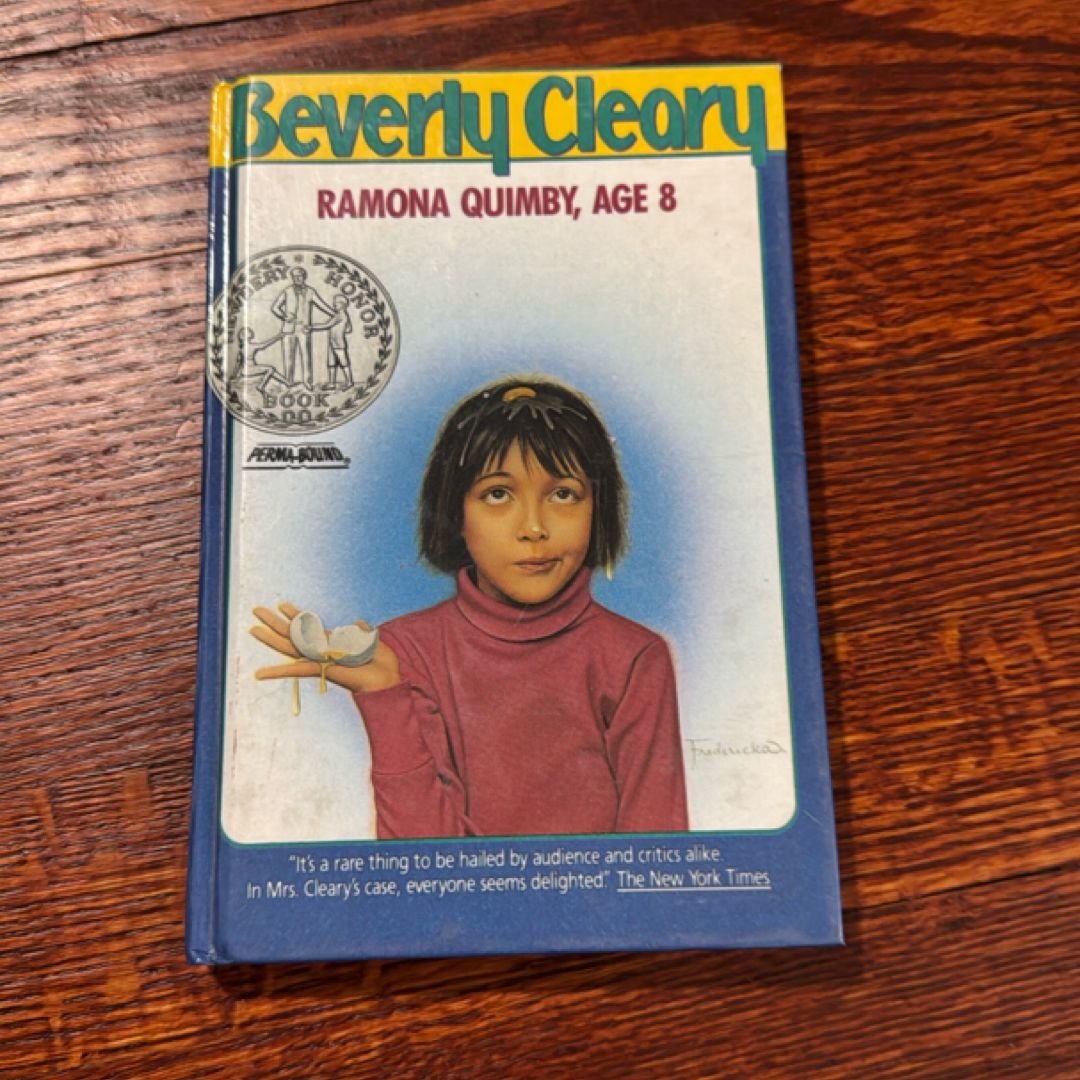 Beverly Cleary
RAMONA QUIMBY, AGE 8
NEWBERY HONOR
BOOK
PERMA-BOUND
"It's a rare thing to be hailed by audience and critics alike.
In Mrs. Cleary's case, everyone seems delighted." The New York Times